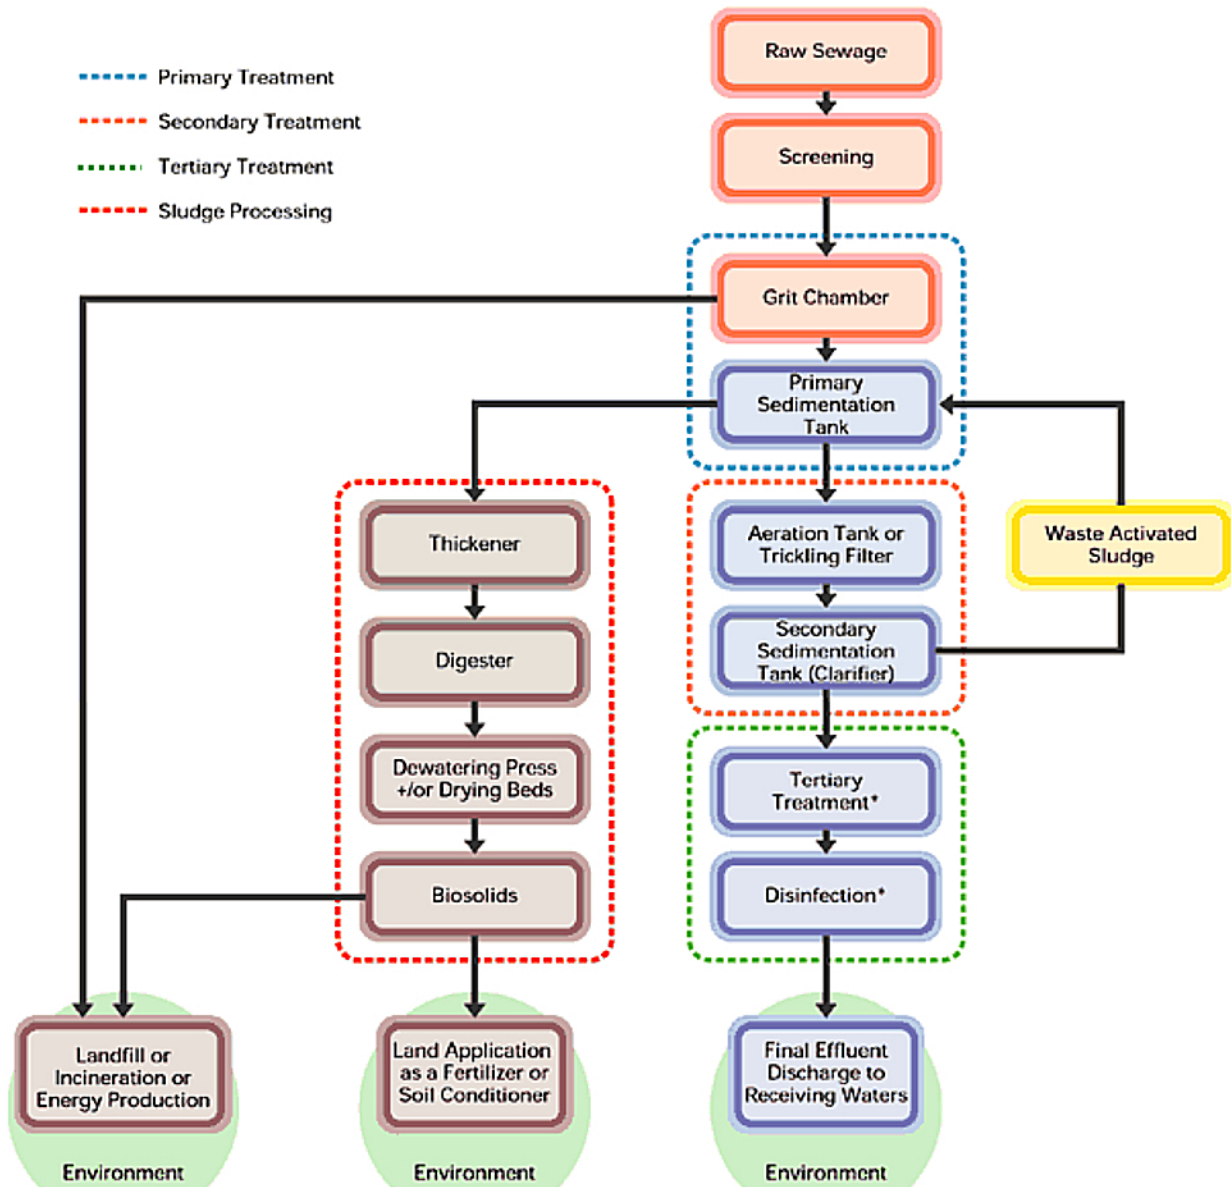 Raw Sewage
Primary Treatment
Secondary Treatment
Tertiary Treatment
Sludge Processing
Screening
Grit Chamber
Primary
Sedimentation
Tank
Thickener
Aeration Tank or
Trickling Filter
Waste Activated
Sludge
Digester
Secondary
Sedimentation
Tank (Clarifier)
Dewatering Press
+/or Drying Beds
Tertiary
Treatment*
Biosolids
Disinfection*
Landfill or
Incineration or
Energy Production
Land Application
as a Fertilizer or
Soil Conditioner
Final Effluent
Discharge to
Receiving Waters
Environment
Environment
Environment